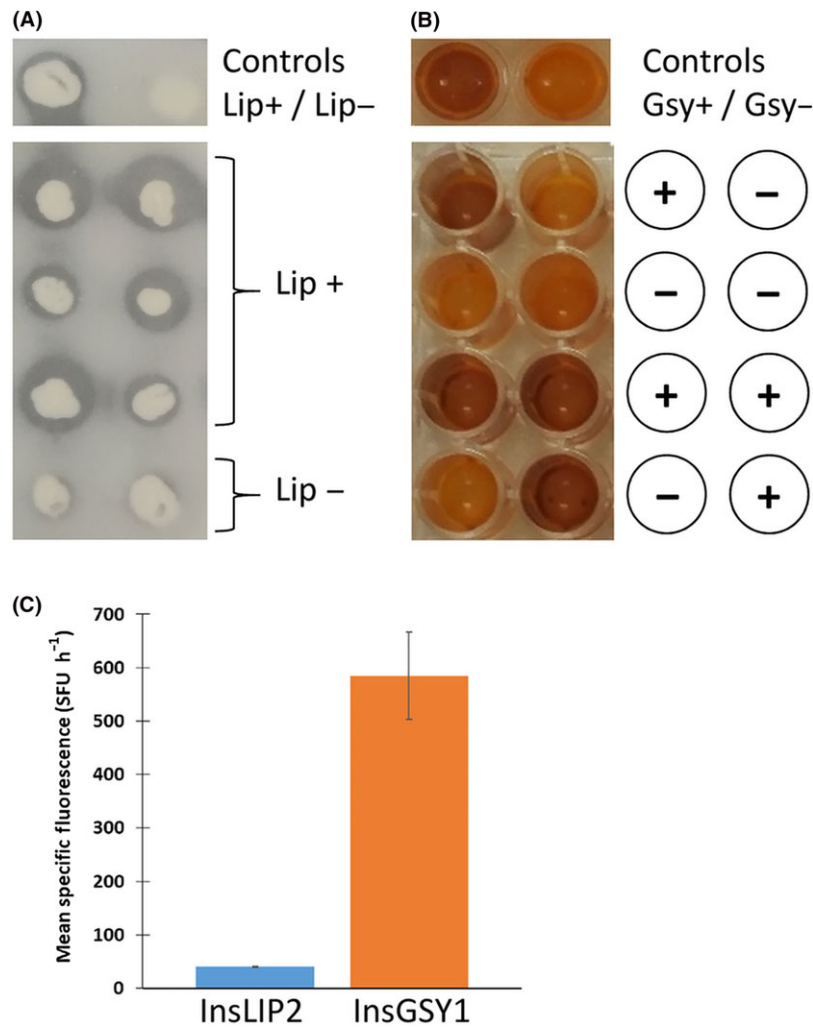 (A)
Controls
Lip+ / Lip−
Lip +
Lip −
(B)
Controls
Gsy+ / Gsy−
+ −
− −
+ +
− +
(C)
Mean specific fluorescence (SFU h⁻¹)
700
600
500
400
300
200
100
0
InsLIP2 InsGSY1